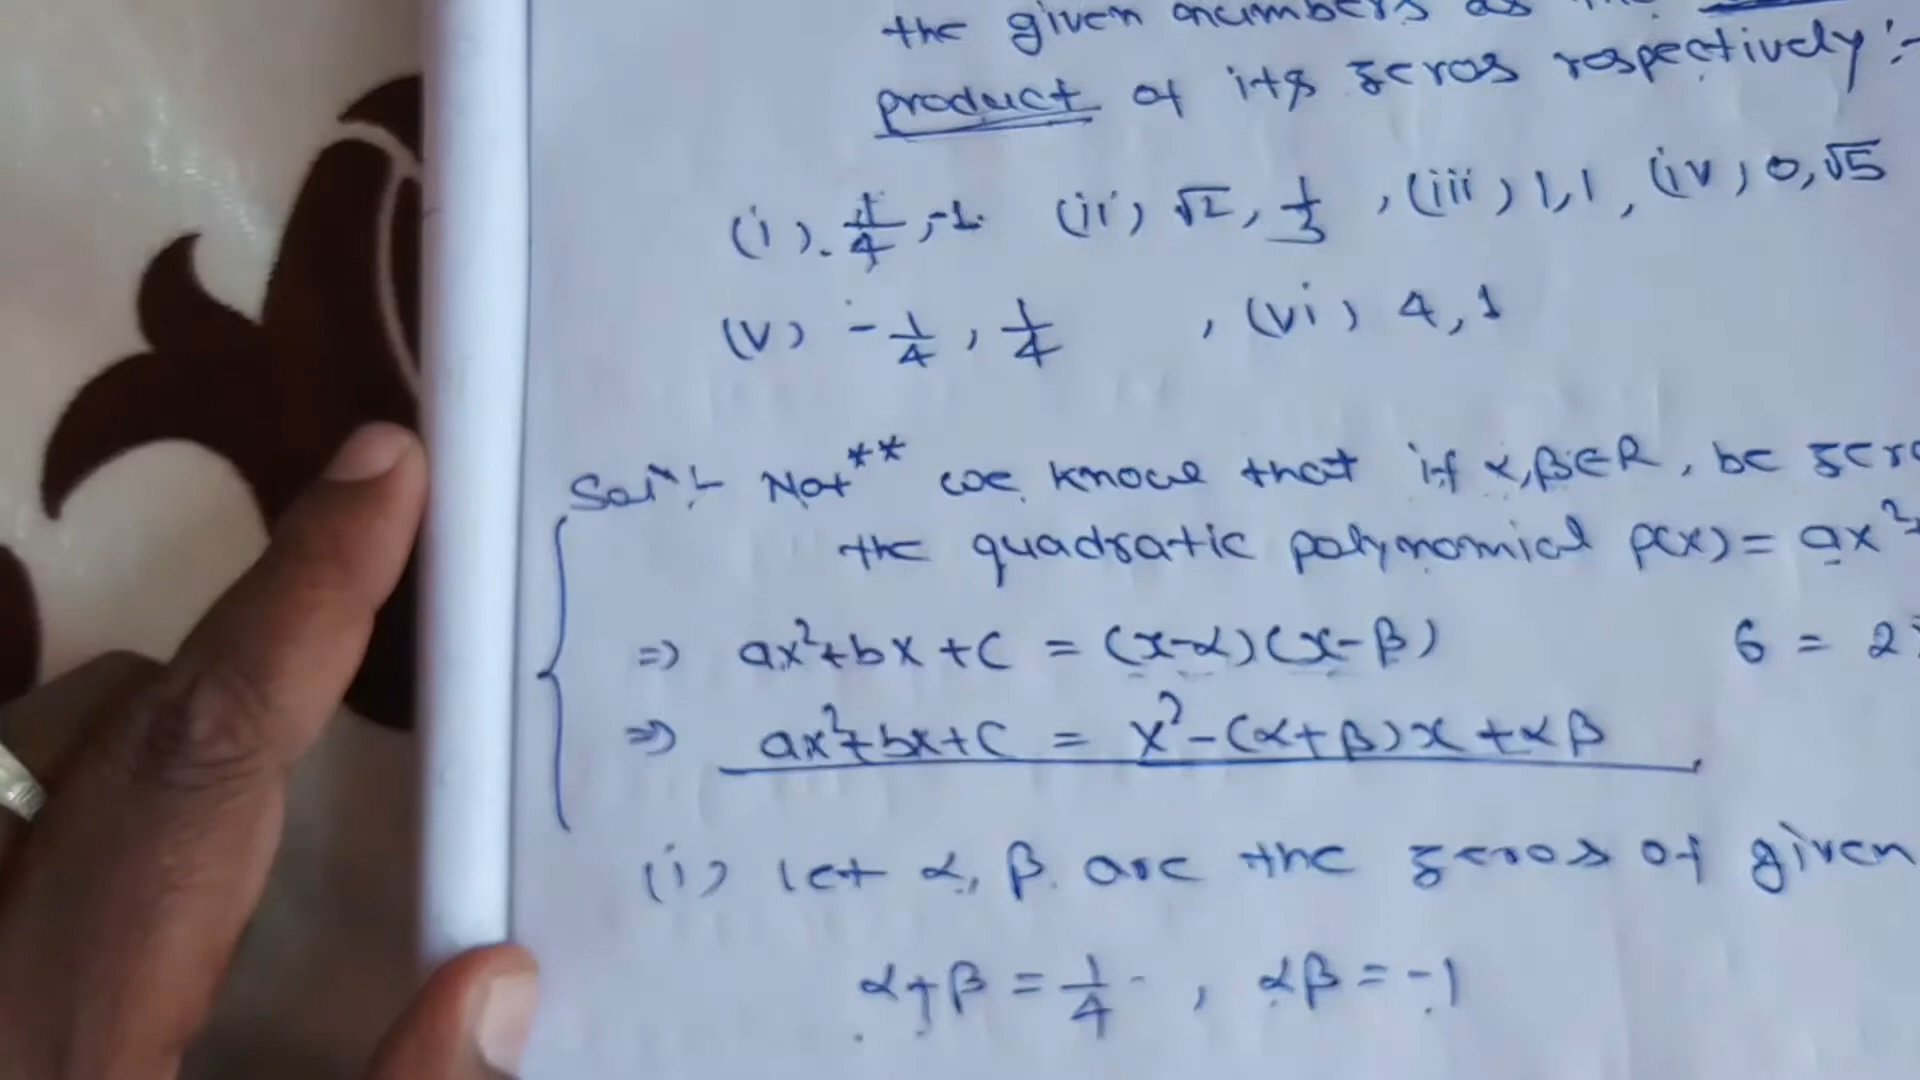 the given numbers as the
product of its zeros respectively :-
(i). 1/4, -1. (ii) √2, 1/3, (iii) 1, 1, (iv) 0, √5
(v) -1/4, 1/4, (vi) 4, 1
Solⁿ:- Not** we know that if α, β∈R, be zero
the quadratic polynomial p(x) = ax²+
⇒ ax²+bx+c = (x-α)(x-β) 6 = 2
⇒ ax²+bx+c = x²-(α+β)x+αβ
(i) let α, β are the zeros of given
α+β = 1/4, αβ = -1